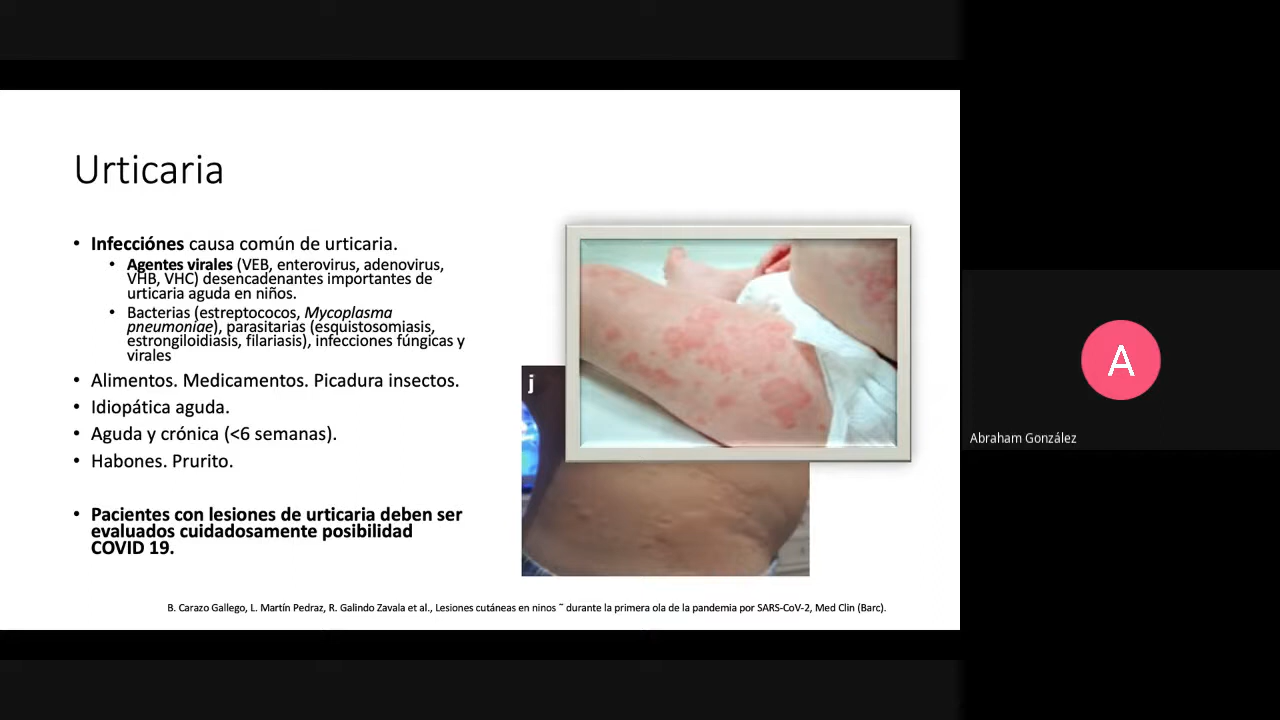 Urticaria
• Infecciónes causa común de urticaria.
• Agentes virales (VEB, enterovirus, adenovirus,
VHB, VHC) desencadenantes importantes de
urticaria aguda en niños.
• Bacterias (estreptococos, Mycoplasma
pneumoniae), parasitarias (esquistosomiasis,
estrongiloidiasis, filariasis), infecciones fúngicas y
virales
• Alimentos. Medicamentos. Picadura insectos.
• Idiopática aguda.
• Aguda y crónica (<6 semanas).
• Habones. Prurito.
• Pacientes con lesiones de urticaria deben ser
evaluados cuidadosamente posibilidad
COVID 19.
j
B. Carazo Gallego, L. Martín Pedraz, R. Galindo Zavala et al., Lesiones cutáneas en ninos ˜ durante la primera ola de la pandemia por SARS-CoV-2, Med Clin (Barc).
A
Abraham González